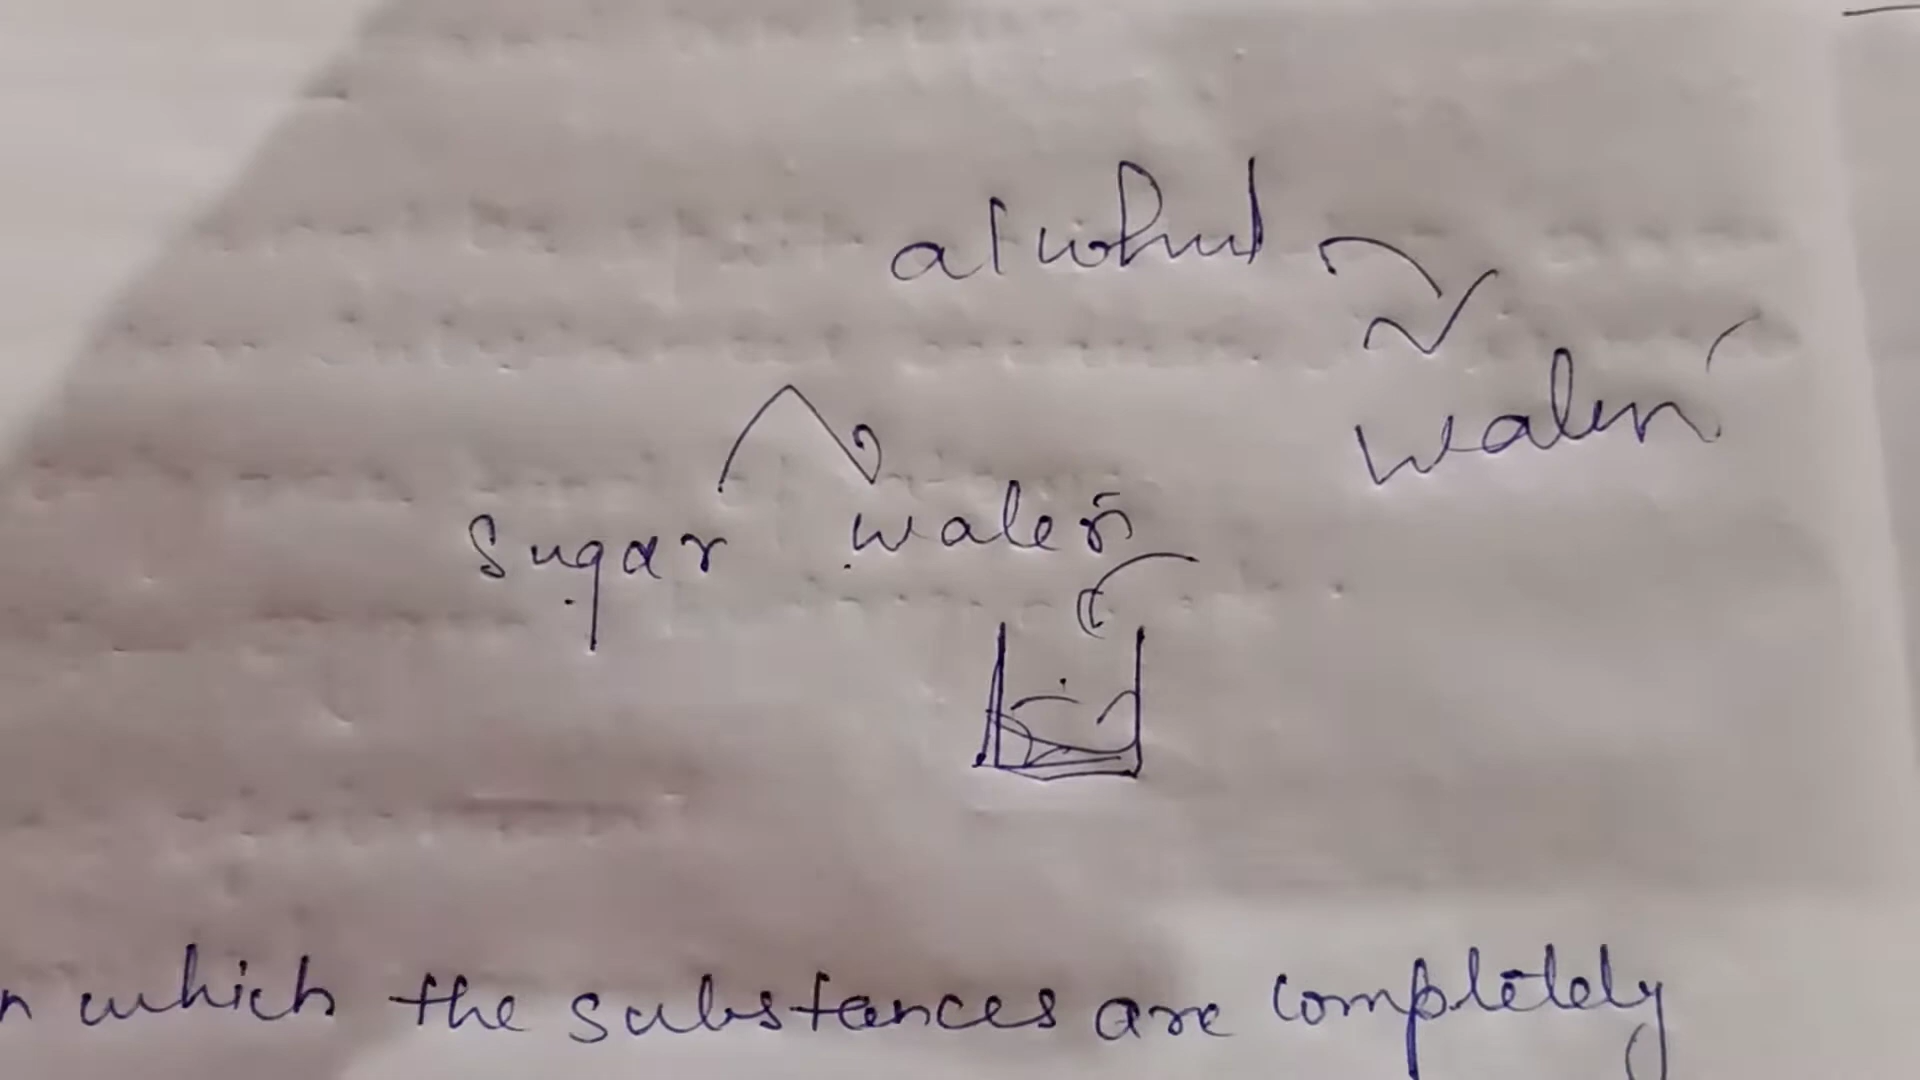 alcohol
water
Sugar water
n which the substances are completely